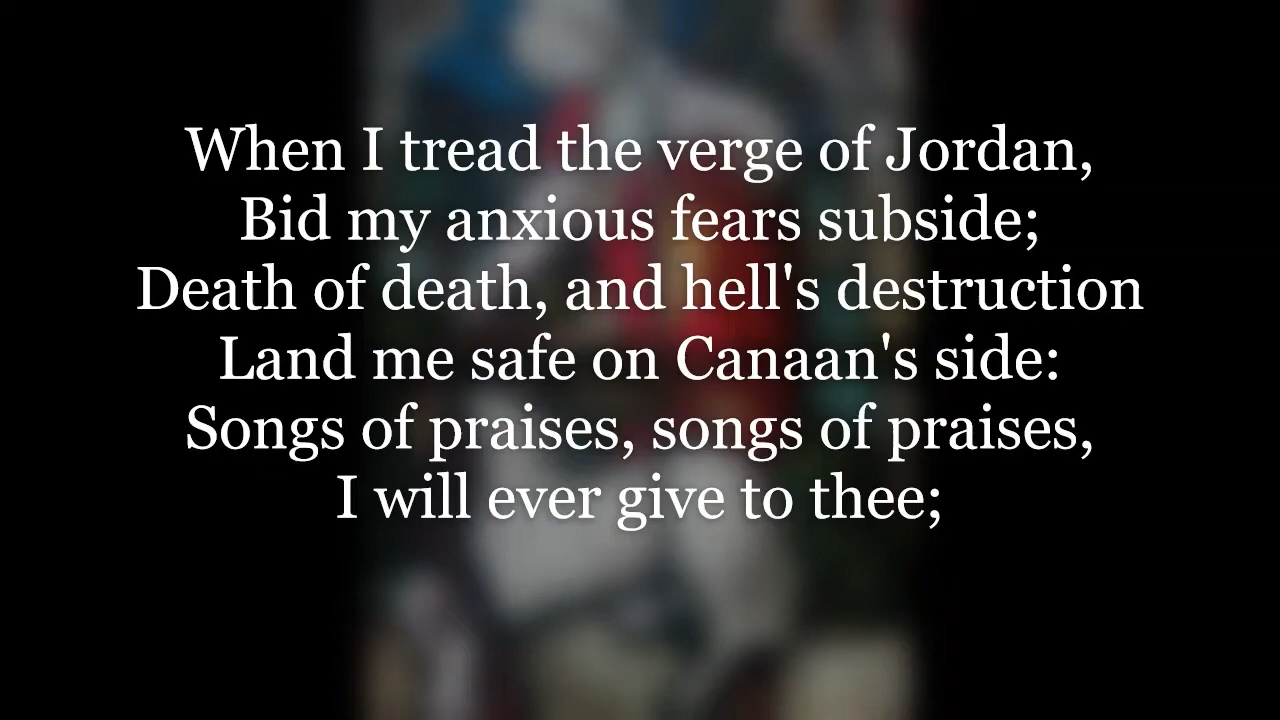 When I tread the verge of Jordan,
Bid my anxious fears subside;
Death of death, and hell's destruction
Land me safe on Canaan's side:
Songs of praises, songs of praises,
I will ever give to thee;